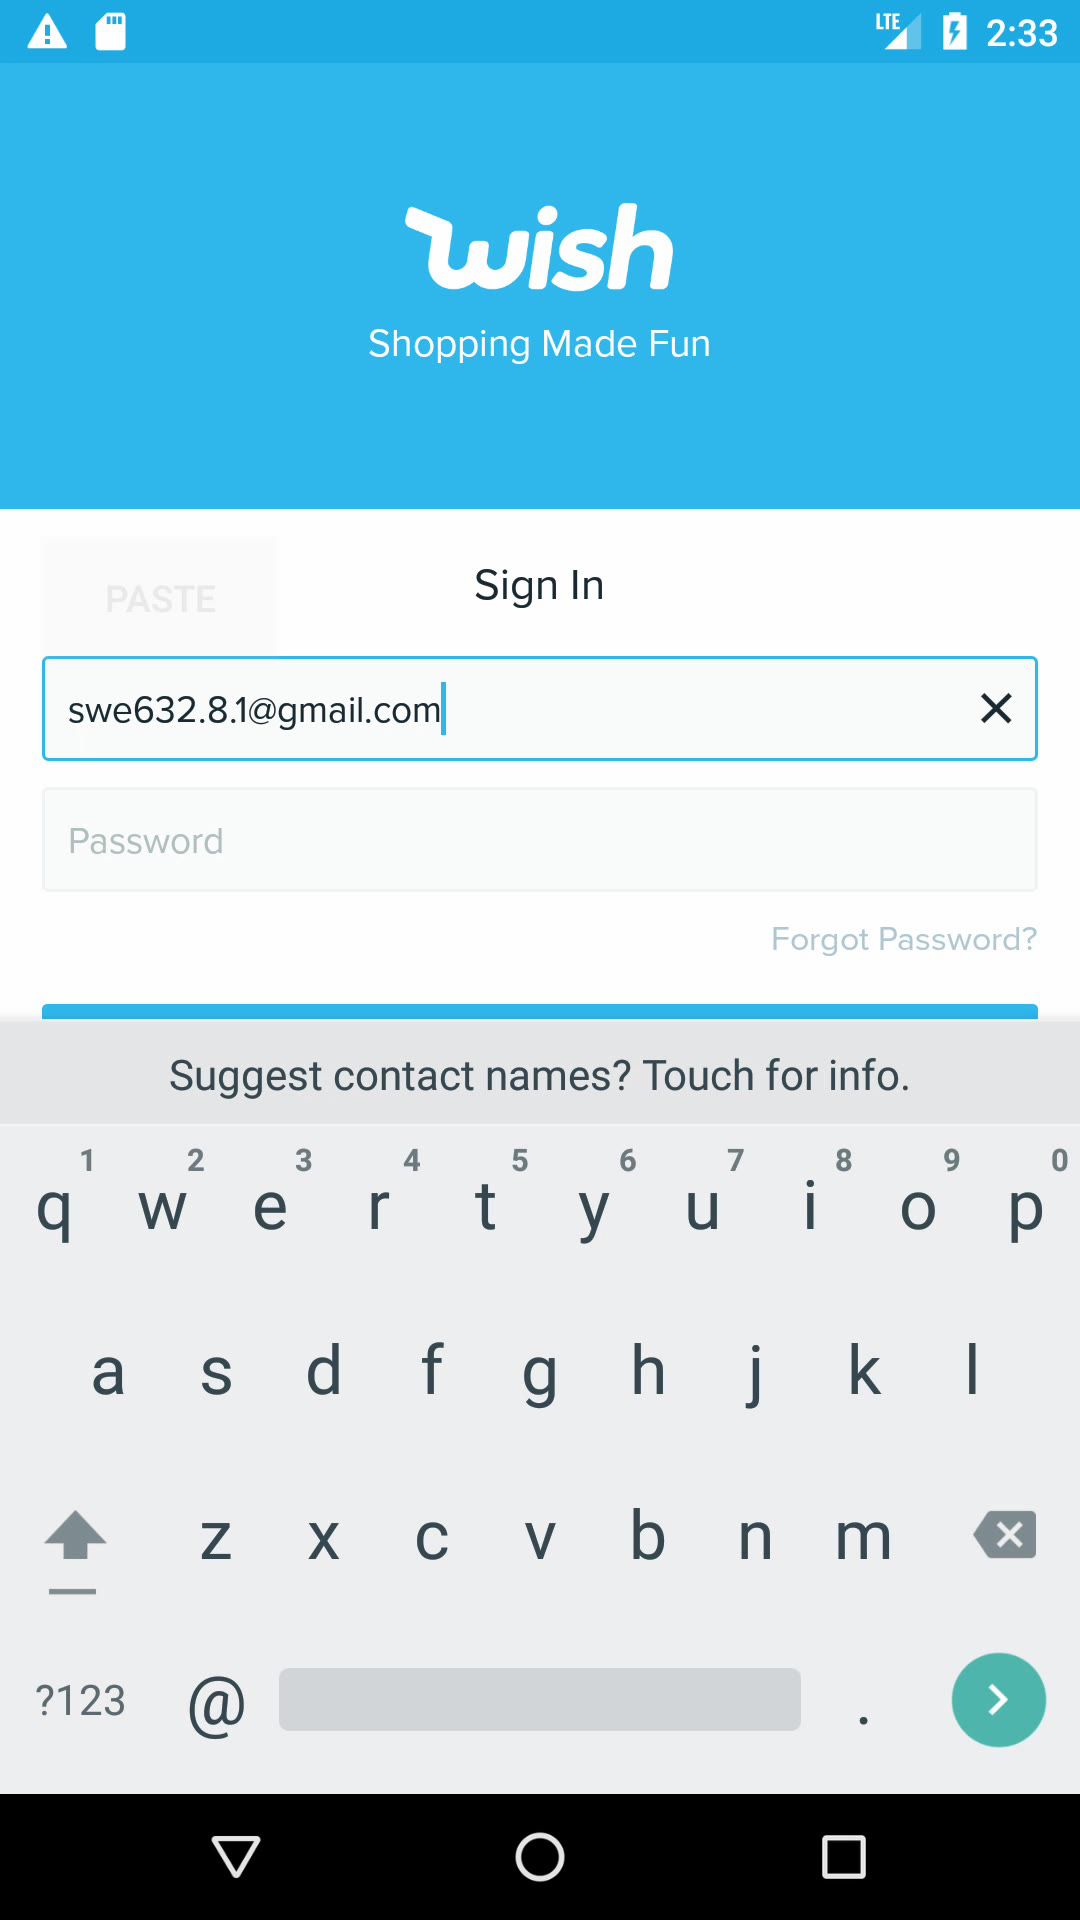 LTE 2:33
wish
Shopping Made Fun
PASTE
Sign In
swe632.8.1@gmail.com
Password
Forgot Password?
Suggest contact names? Touch for info.
1 2 3 4 5 6 7 8 9 0
q w e r t y u i o p
a s d f g h j k l
z x c v b n m
?123 @ .